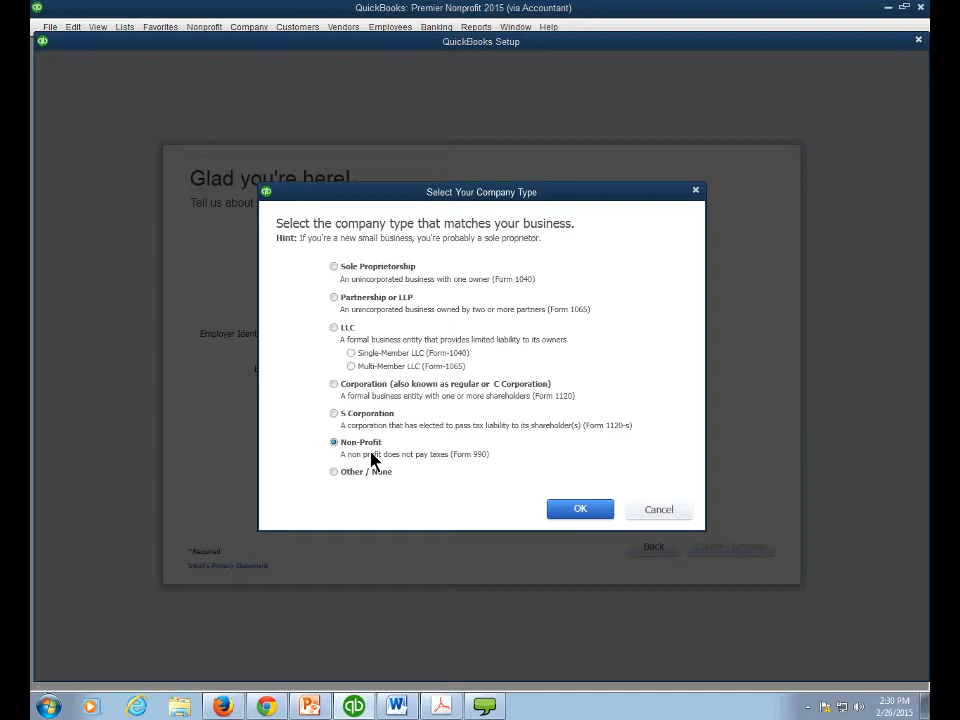 QuickBooks: Premier Nonprofit 2015 (via Accountant)
File Edit View Lists Favorites Nonprofit Company Customers Vendors Employees Banking Reports Window Help
QuickBooks Setup
Glad you're here!
Tell us about
Select Your Company Type
Select the company type that matches your business.
Hint: If you're a new small business, you're probably a sole proprietor.
Sole Proprietorship
An unincorporated business with one owner (Form 1040)
Partnership or LLP
An unincorporated business owned by two or more partners (Form 1065)
LLC
A formal business entity that provides limited liability to its owners
Employer Identi
Single-Member LLC (Form-1040)
Multi-Member LLC (Form-1065)
Corporation (also known as regular or C Corporation)
A formal business entity with one or more shareholders (Form 1120)
S Corporation
A corporation that has elected to pass tax liability to its shareholder(s) (Form 1120-s)
Non-Profit
A non profit does not pay taxes (Form 990)
Other / None
OK Cancel
*Required
Back Create Company
Intuit's Privacy Statement
2:30 PM
2/26/2015